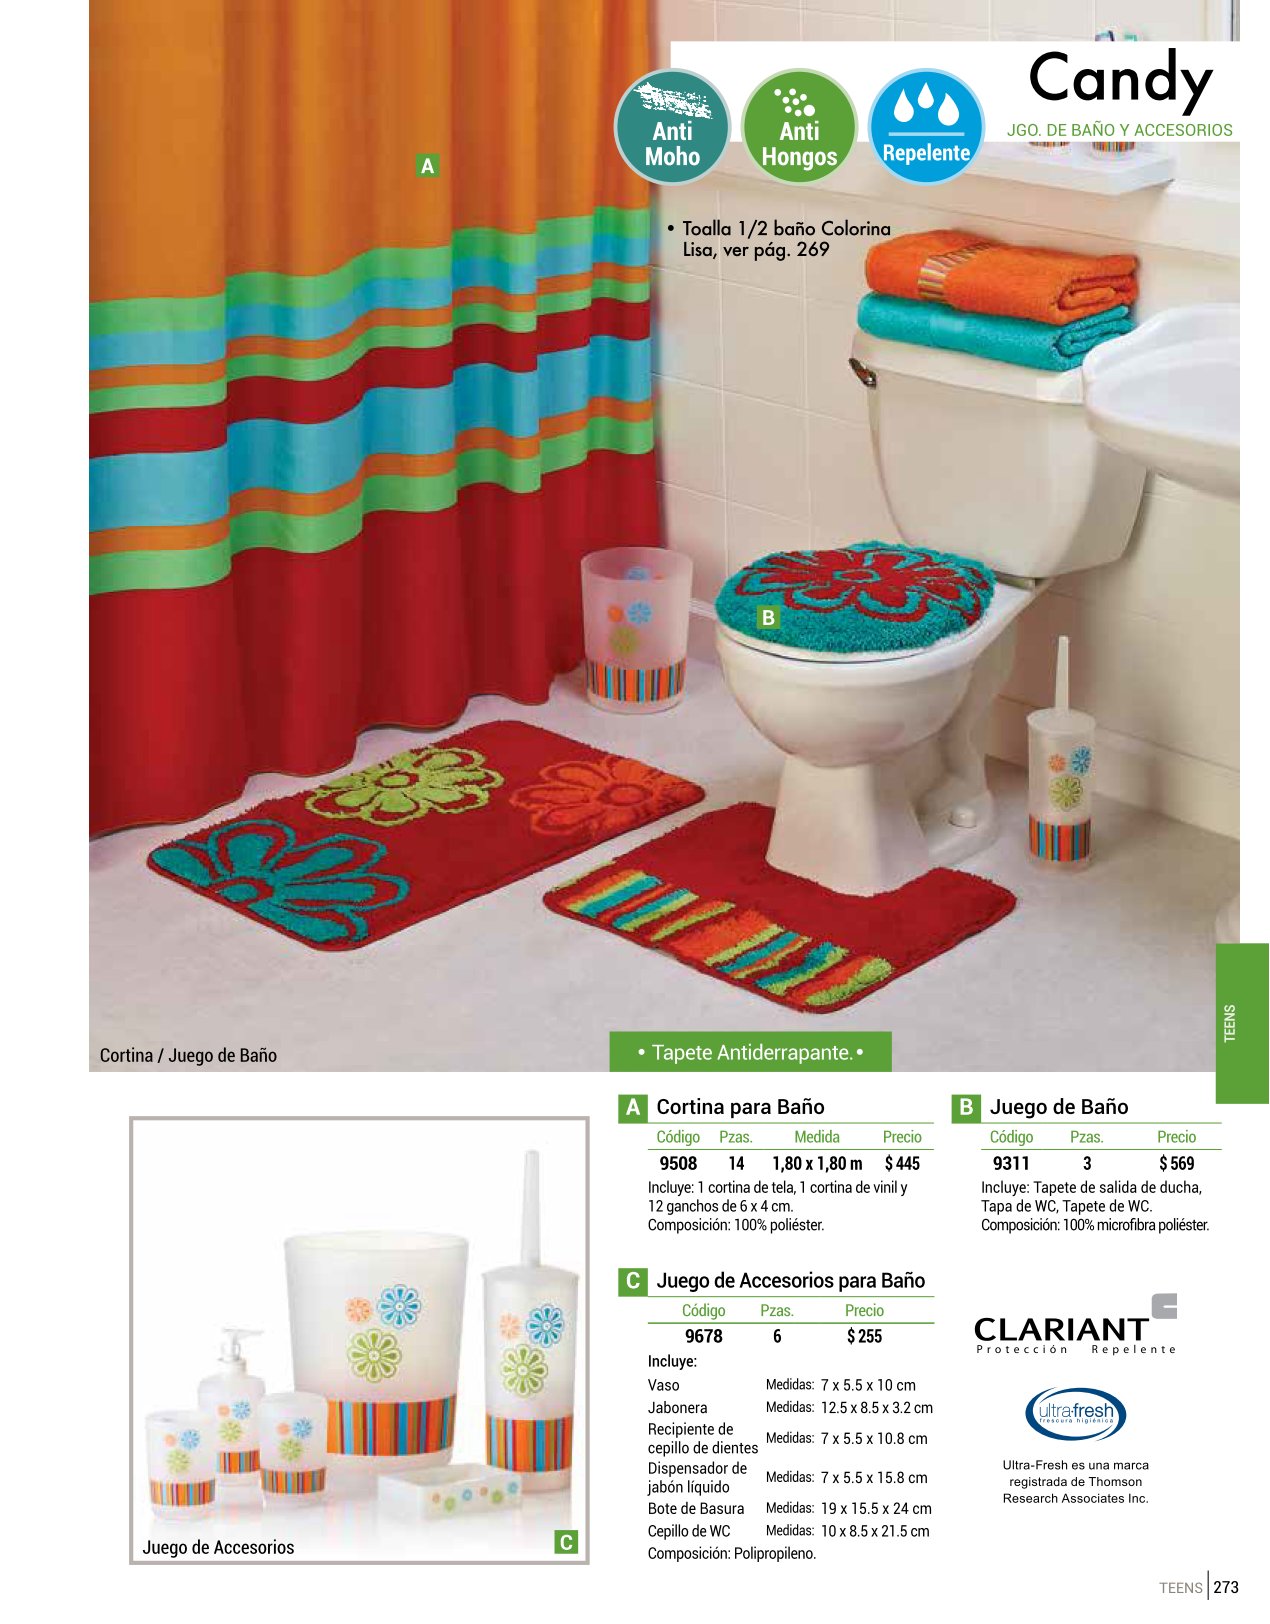 Candy
JGO. DE BAÑO Y ACCESORIOS
Anti
Moho
Anti
Hongos
Repelente
A
• Toalla 1/2 baño Colorina
Lisa, ver pág. 269
B
TEENS
Cortina / Juego de Baño
• Tapete Antiderrapante. •
A Cortina para Baño
Código Pzas. Medida Precio
9508 14 1,80 x 1,80 m $ 445
Incluye: 1 cortina de tela, 1 cortina de vinil y
12 ganchos de 6 x 4 cm.
Composición: 100% poliéster.
B Juego de Baño
Código Pzas. Precio
9311 3 $ 569
Incluye: Tapete de salida de ducha,
Tapa de WC, Tapete de WC.
Composición: 100% microfibra poliéster.
C Juego de Accesorios para Baño
Código Pzas. Precio
9678 6 $ 255
Incluye:
Vaso Medidas: 7 x 5.5 x 10 cm
Jabonera Medidas: 12.5 x 8.5 x 3.2 cm
Recipiente de
cepillo de dientes Medidas: 7 x 5.5 x 10.8 cm
Dispensador de
jabón líquido Medidas: 7 x 5.5 x 15.8 cm
Bote de Basura Medidas: 19 x 15.5 x 24 cm
Cepillo de WC Medidas: 10 x 8.5 x 21.5 cm
Composición: Polipropileno.
CLARIANT
Protección Repelente
ultra-fresh
frescura higiénica
Ultra-Fresh es una marca
registrada de Thomson
Research Associates Inc.
Juego de Accesorios
C
TEENS 273